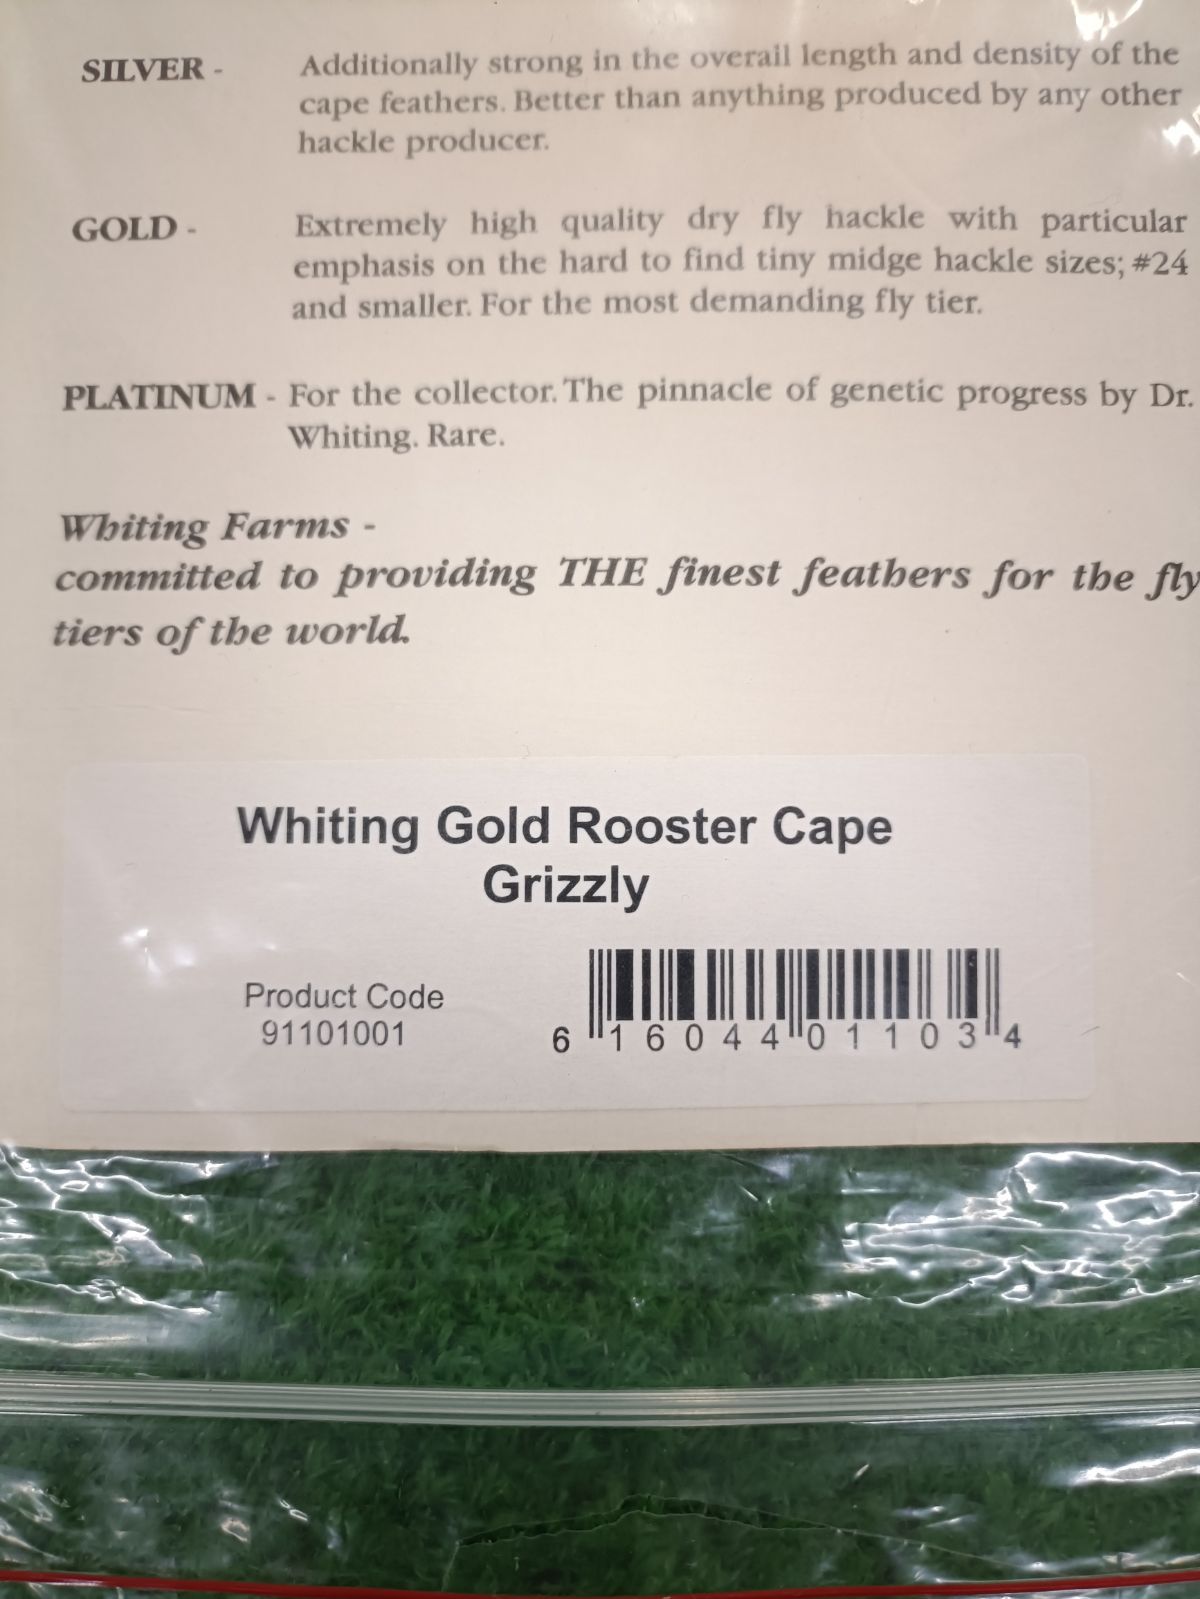 SILVER - Additionally strong in the overall length and density of the
cape feathers. Better than anything produced by any other
hackle producer.
GOLD - Extremely high quality dry fly hackle with particular
emphasis on the hard to find tiny midge hackle sizes; #24
and smaller. For the most demanding fly tier.
PLATINUM - For the collector. The pinnacle of genetic progress by Dr.
Whiting. Rare.
Whiting Farms -
committed to providing THE finest feathers for the fly
tiers of the world.
Whiting Gold Rooster Cape
Grizzly
Product Code
91101001
6 16044 01103 4